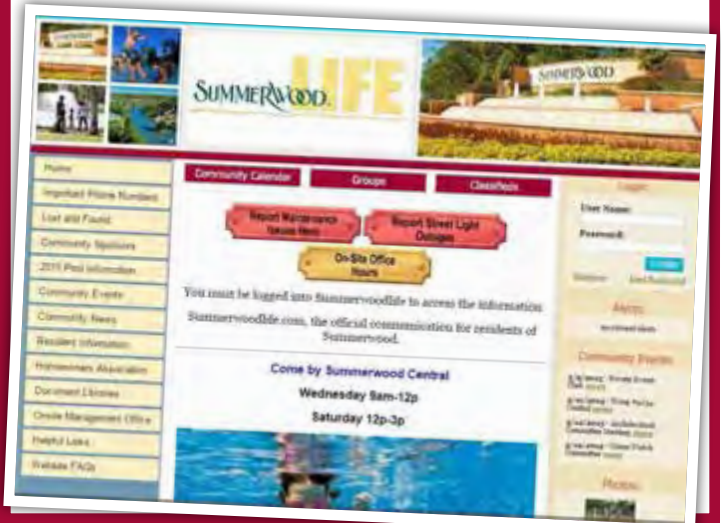 SUMMERWOOD
SUMMERWOOD.
LIFE
SUMMERWOOD
Home
Important Phone Numbers
Lost and Found
Community Sponsors
2015 Pool Information
Community Events
Community News
Resident Information
Homeowners Association
Document Libraries
Onsite Management Office
Helpful Links
Website FAQs
Community Calendar
Groups
Classifieds
Report Maintenance
Issues Here
Report Street Light
Outages
On-Site Office
Hours
You must be logged into Summerwoodlife to access the information
Summerwoodlife.com, the official communication for residents of
Summerwood.
Come by Summerwood Central
Wednesday 9am-12p
Saturday 12p-3p
Login
User Name:
Password:
Alerts
Community Events
Photos